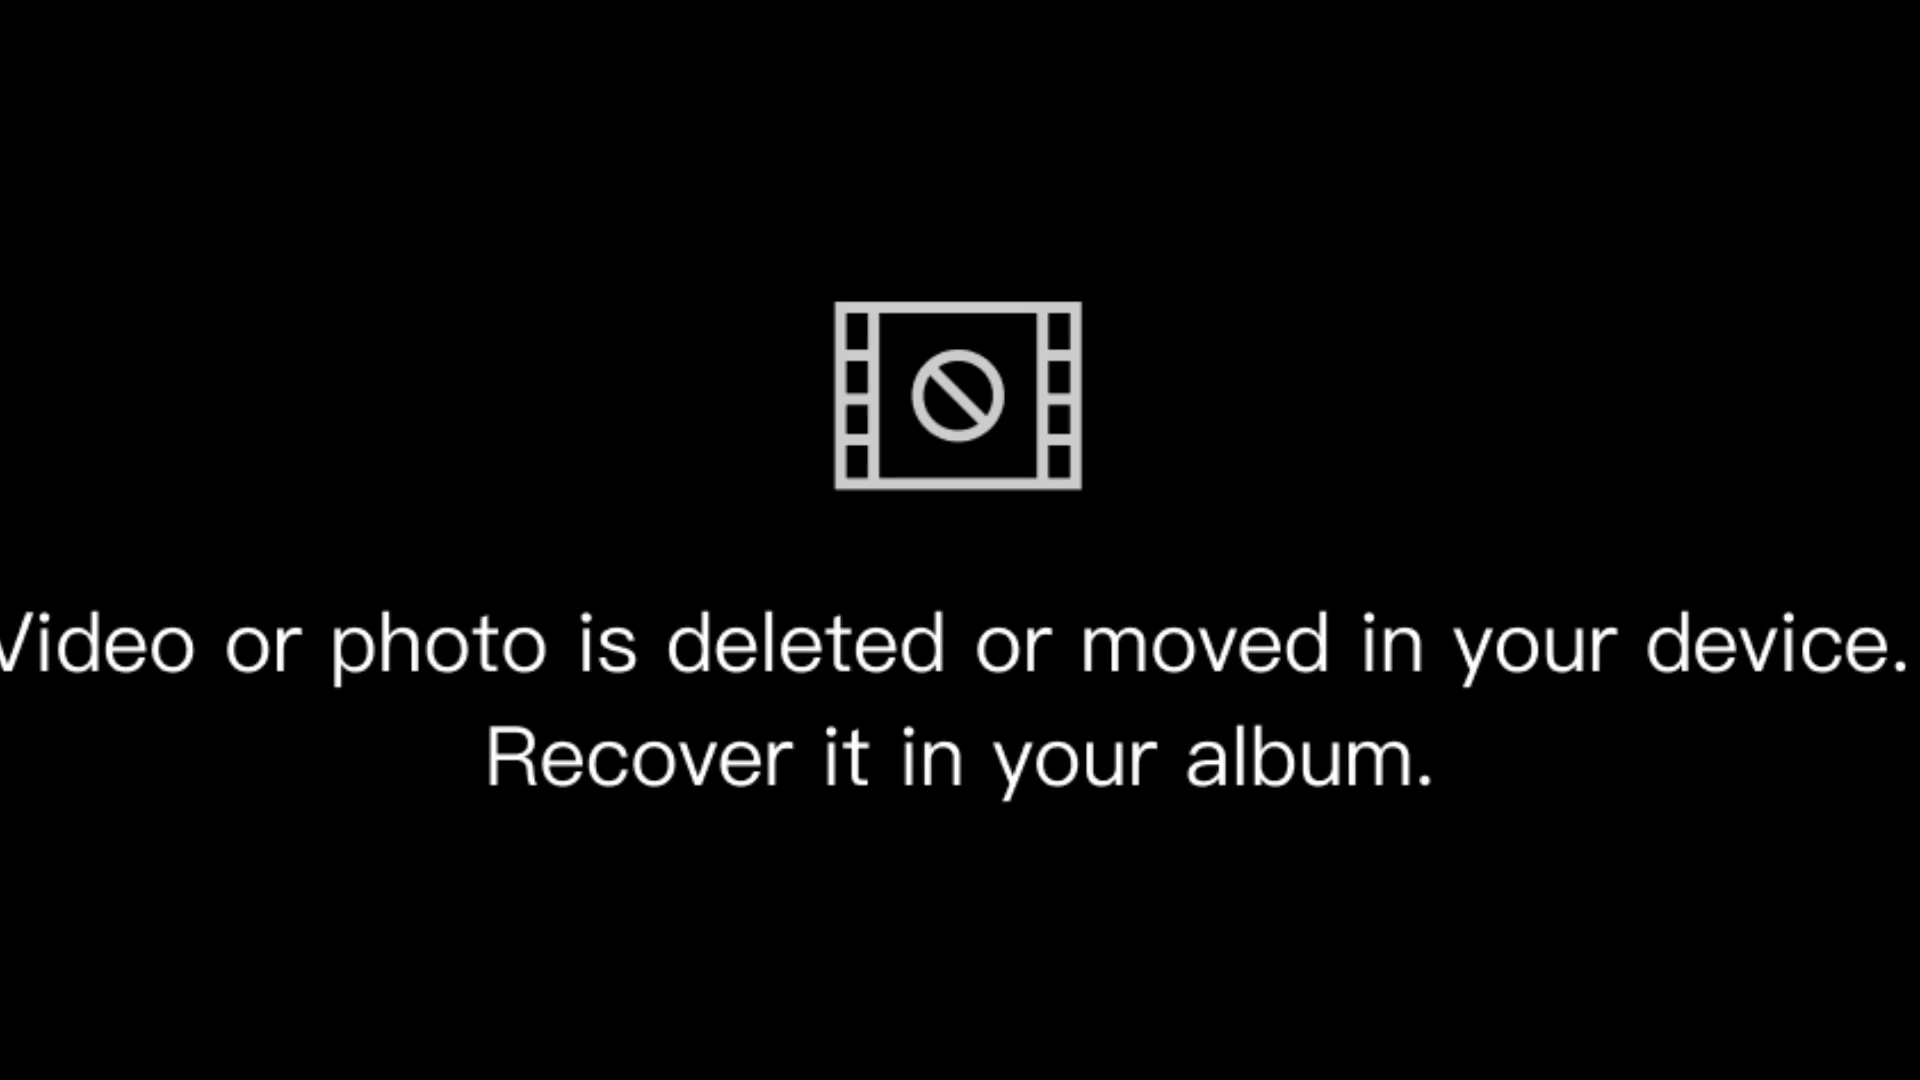 Video or photo is deleted or moved in your device.
Recover it in your album.